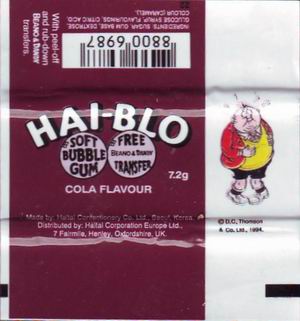 INGREDIENTS: SUGAR, GUM BASE, DEXTROSE,
GLUCOSE SYRUP, FLAVOURINGS, CITRIC ACID,
COLOUR (CARAMEL).
8800 6987
With peel-off
and rub-down
BEANO & DANDY
transfers.
HAI-BLO
SOFT
BUBBLE
GUM
FREE
BEANO & DANDY
TRANSFER
7.2g
COLA FLAVOUR
Made by: Haitai Confectionery Co. Ltd., Seoul, Korea.
Distributed by: Haitai Corporation Europe Ltd.,
7 Fairmile, Henley, Oxfordshire, UK.
© D.C. Thomson
& Co. Ltd., 1994.